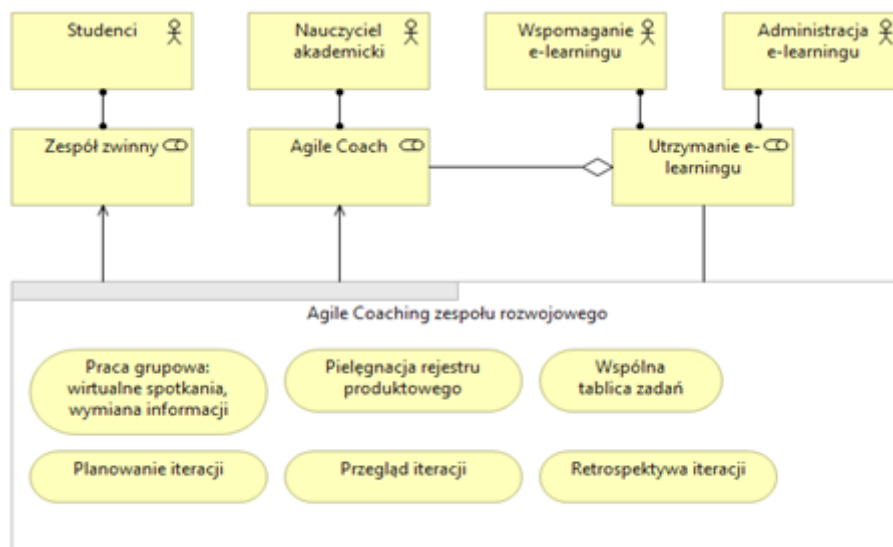 Studenci
Nauczyciel
akademicki
Wspomaganie
e-learningu
Administracja
e-learningu
Zespół zwinny
Agile Coach
Utrzymanie e-
learningu
Agile Coaching zespołu rozwojowego
Praca grupowa:
wirtualne spotkania,
wymiana informacji
Pielęgnacja rejestru
produktowego
Wspólna
tablica zadań
Planowanie iteracji
Przegląd iteracji
Retrospektywa iteracji